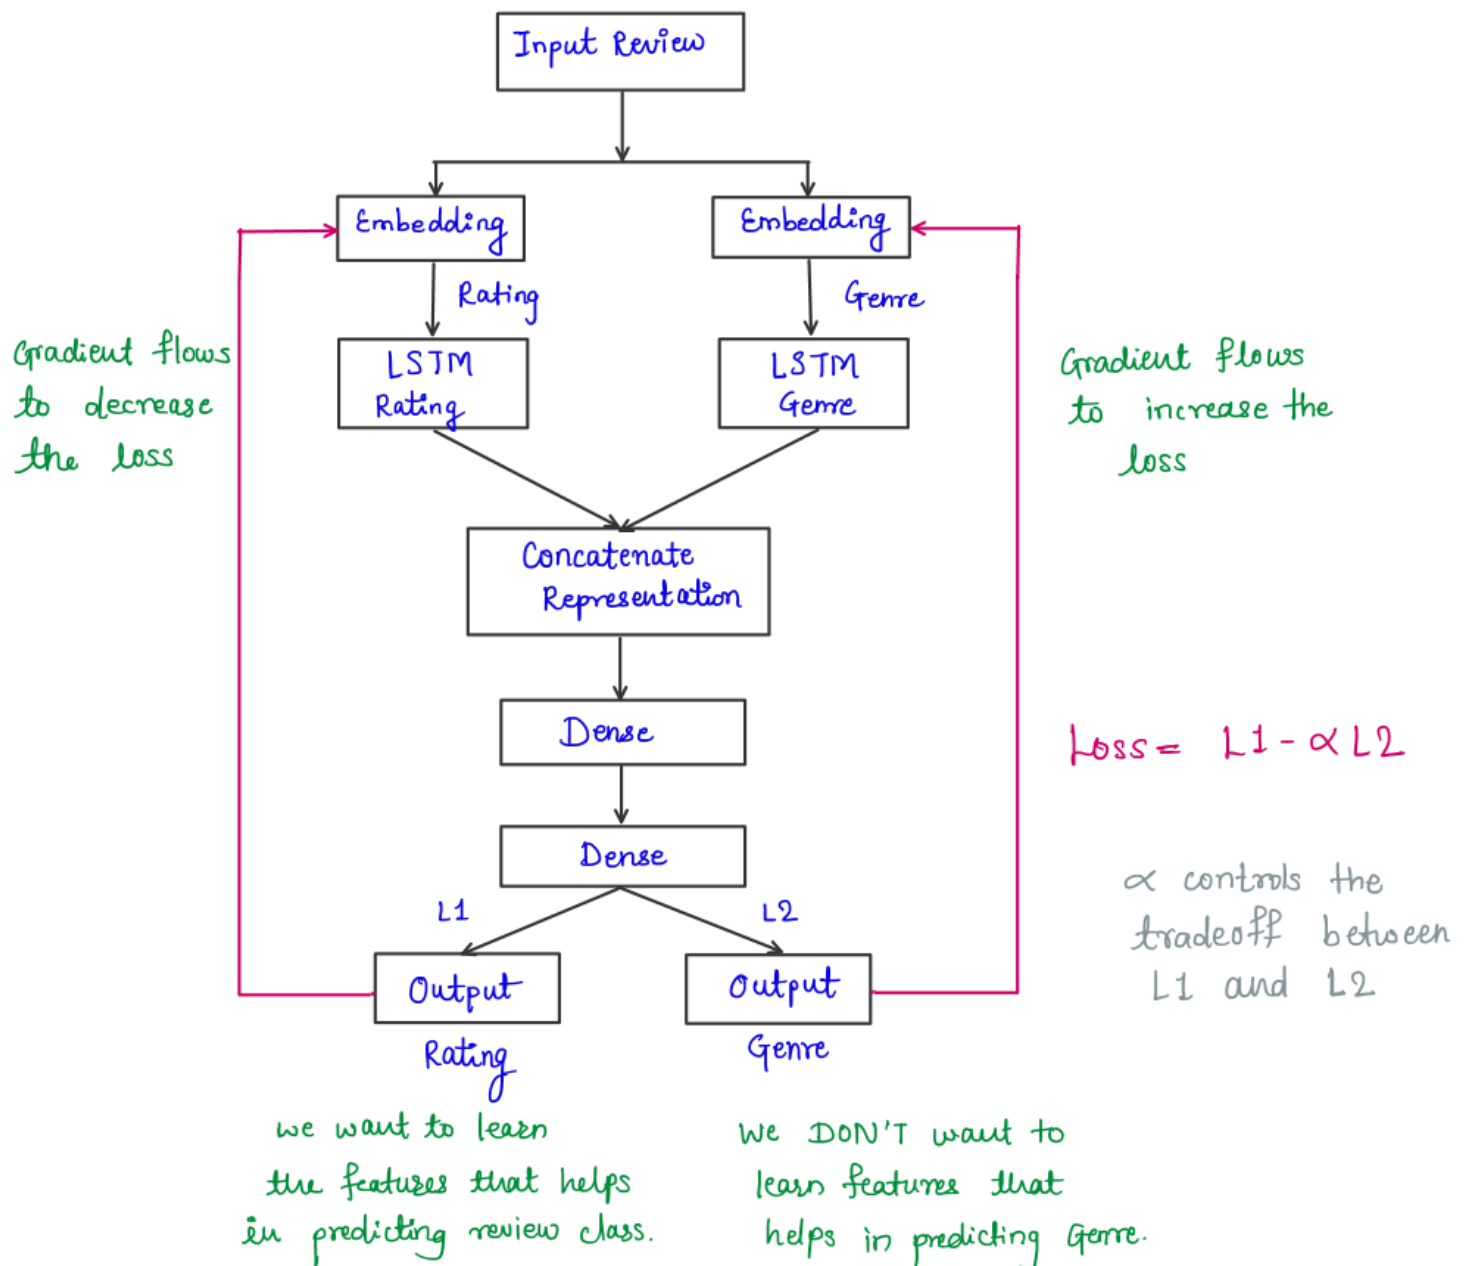 Input Review
Embedding
Embedding
Rating
Genre
LSTM
Rating
LSTM
Genre
Gradient flows
to decrease
the loss
Gradient flows
to increase the
loss
Concatenate
Representation
Dense
Loss = L1 - α L2
Dense
α controls the
tradeoff between
L1 and L2
L1
L2
Output
Output
Rating
Genre
we want to learn
the features that helps
in predicting review class.
We DON'T want to
learn features that
helps in predicting Genre.